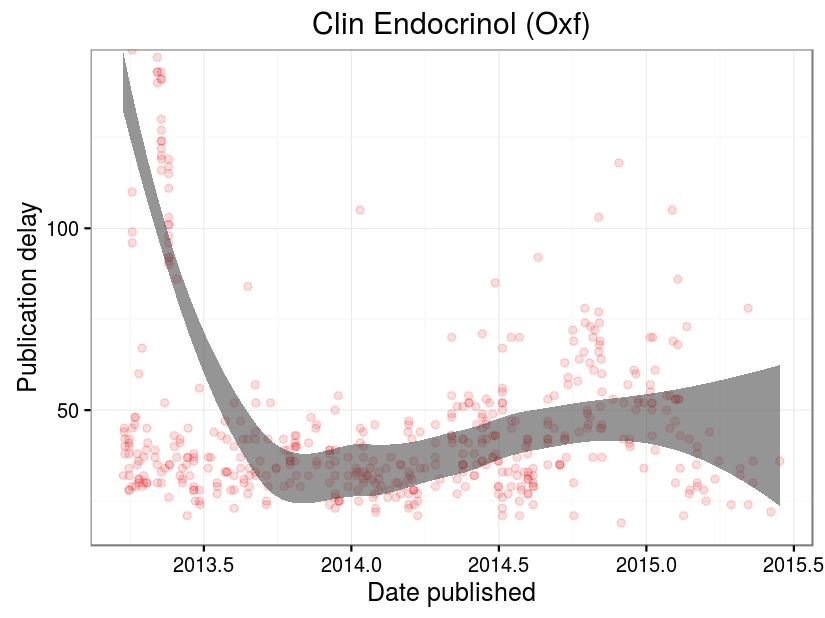 Clin Endocrinol (Oxf)
Publication delay
100
50
2013.5 2014.0 2014.5 2015.0 2015.5
Date published